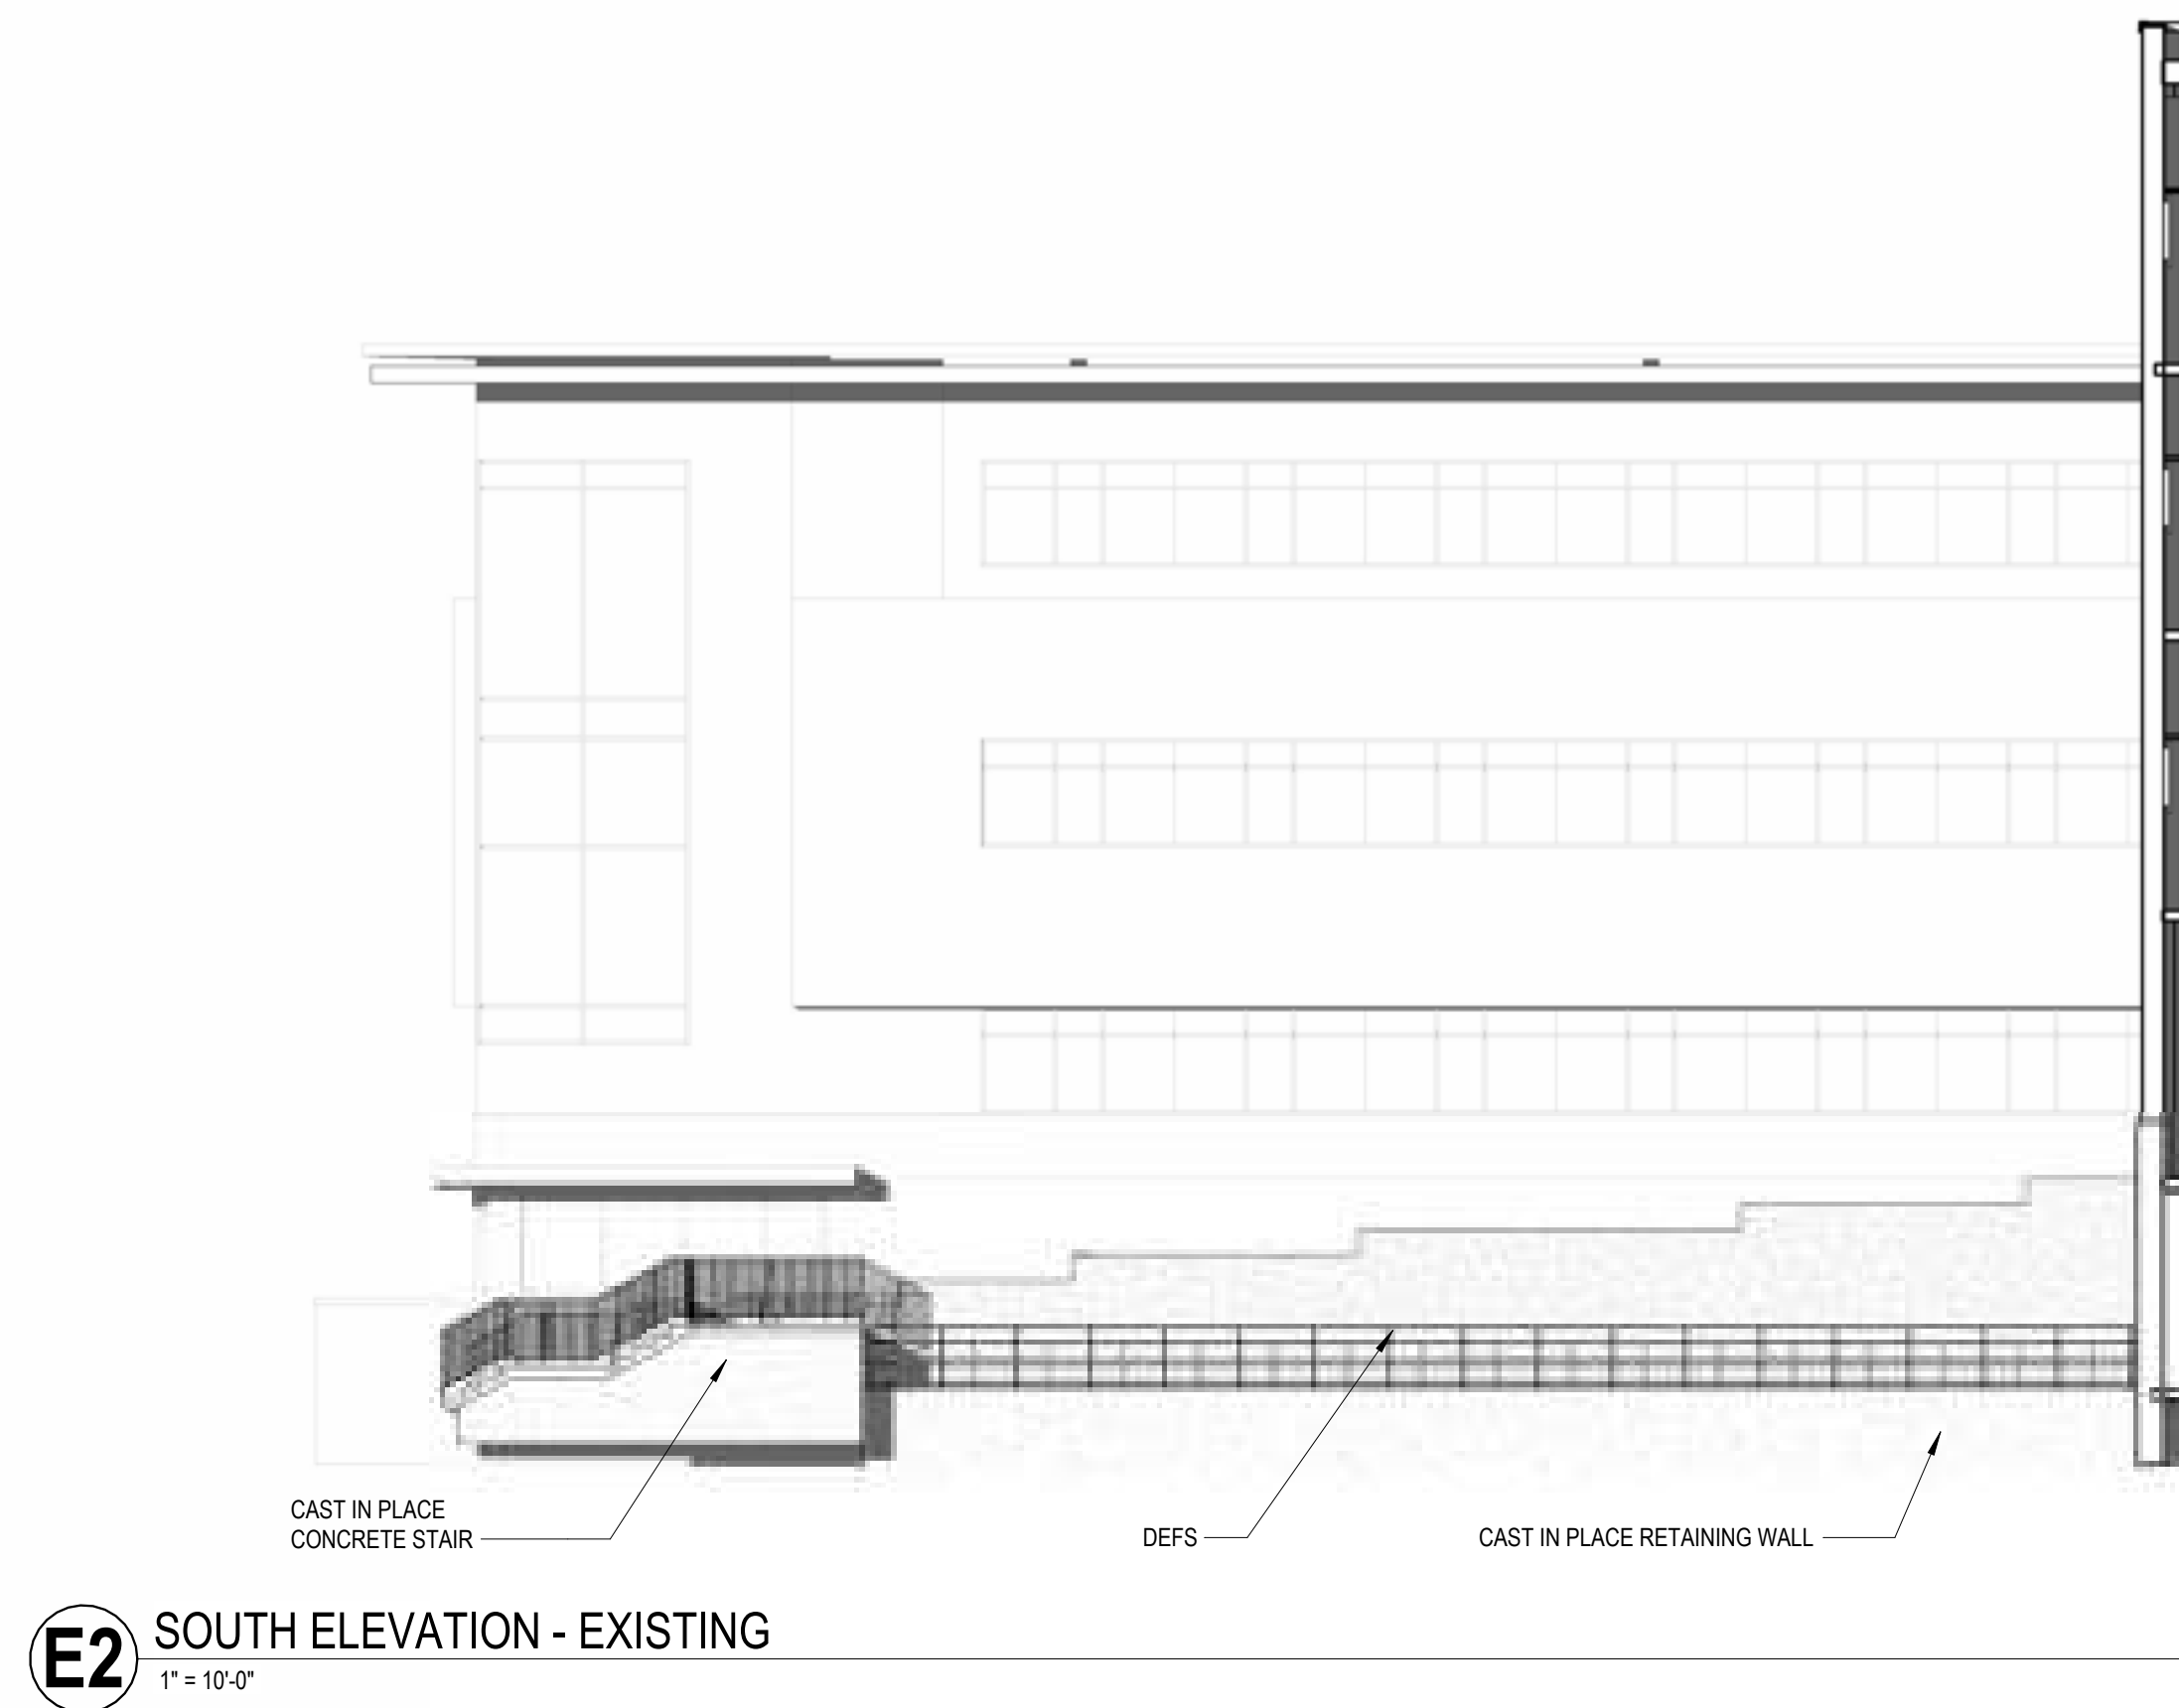 CAST IN PLACE
CONCRETE STAIR
DEFS
CAST IN PLACE RETAINING WALL
E2
SOUTH ELEVATION - EXISTING
1" = 10'-0"